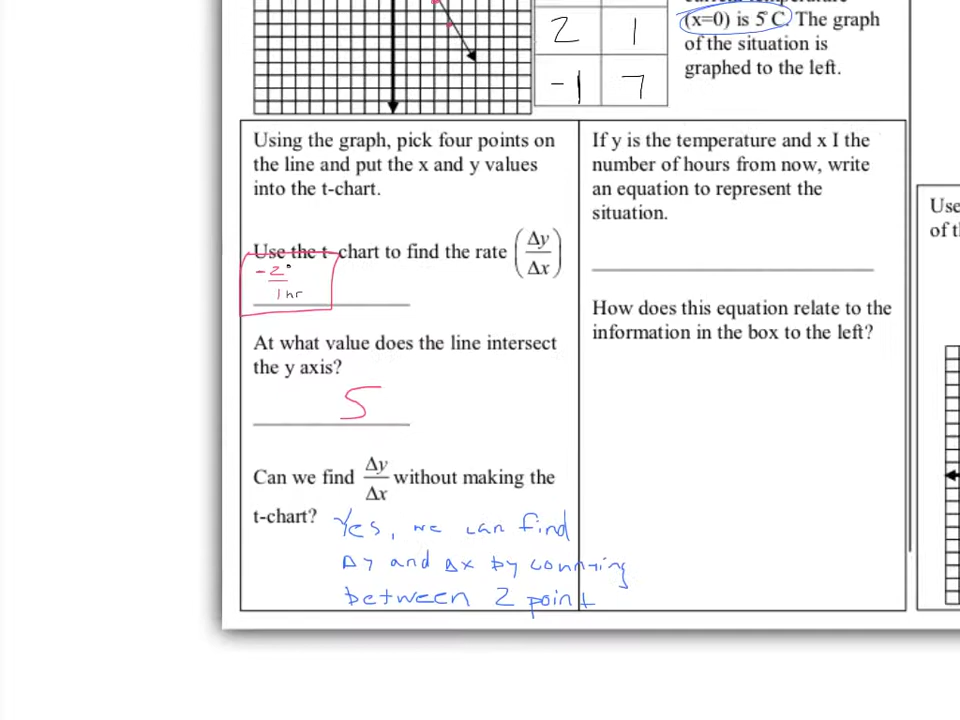 (x=0) is 5°C. The graph
of the situation is
graphed to the left.
2 1
-1 7
Using the graph, pick four points on
the line and put the x and y values
into the t-chart.
Use the t-chart to find the rate (Δy/Δx)
-2°/1 hr
At what value does the line intersect
the y axis?
5
Can we find Δy/Δx without making the
t-chart? Yes, we can find
Δy and Δx by counting
between 2 point
If y is the temperature and x I the
number of hours from now, write
an equation to represent the
situation.
How does this equation relate to the
information in the box to the left?
Use
of t